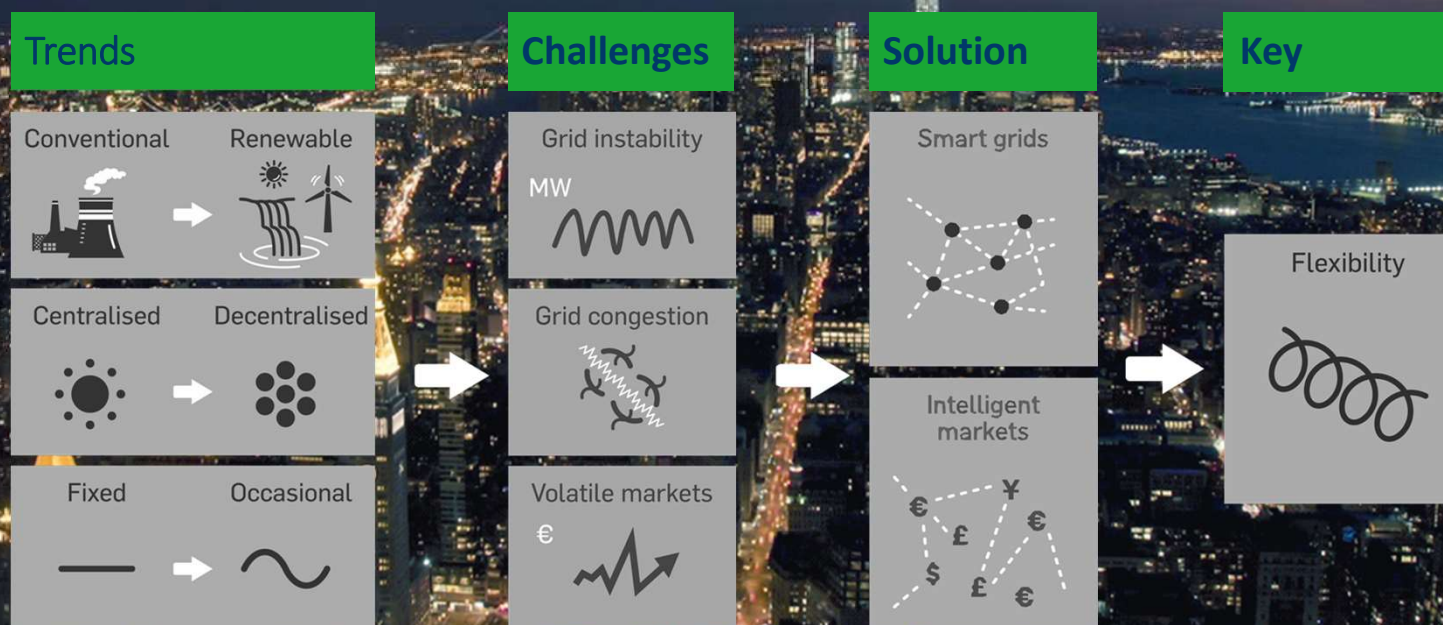 Trends
Conventional
Renewable
Centralised
Decentralised
Fixed
Occasional
Challenges
Grid instability
MW
Grid congestion
Volatile markets
€
Solution
Smart grids
Intelligent
markets
€ ¥
£ €
$ £ €
Key
Flexibility